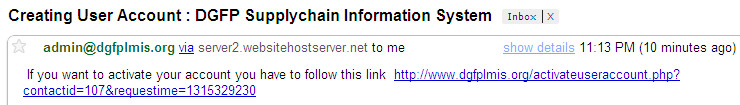 Creating User Account : DGFP Supplychain Information System Inbox | X
admin@dgfplmis.org via server2.websitehostserver.net to me show details 11:13 PM (10 minutes ago)
If you want to activate your account you have to follow this link http://www.dgfplmis.org/activateuseraccount.php?
contactid=107&requestime=1315329230